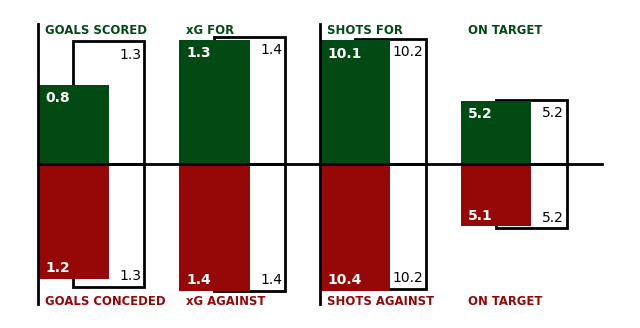 GOALS SCORED xG FOR SHOTS FOR ON TARGET
1.3 1.4 10.2
0.8 1.3 10.1 5.2 5.2
1.2 1.3 1.4 1.4 10.4 10.2 5.1 5.2
GOALS CONCEDED xG AGAINST SHOTS AGAINST ON TARGET